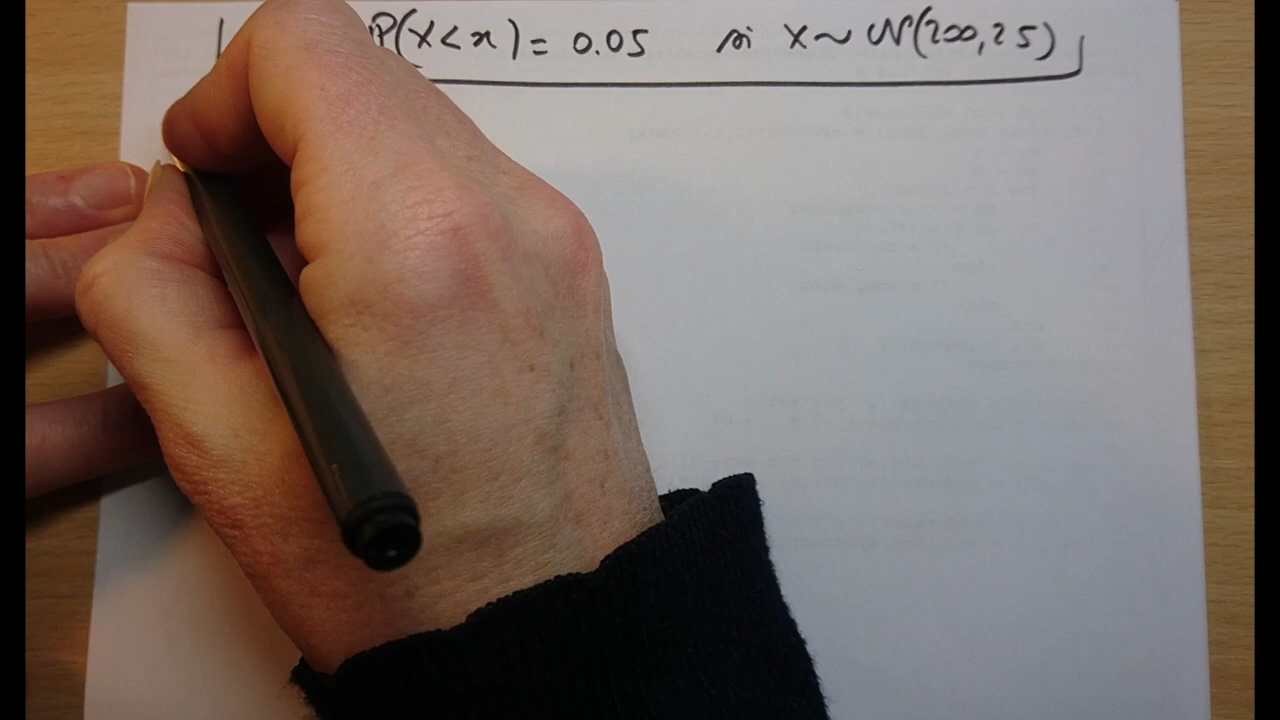 P(X<x) = 0.05 si X~N(200,25)